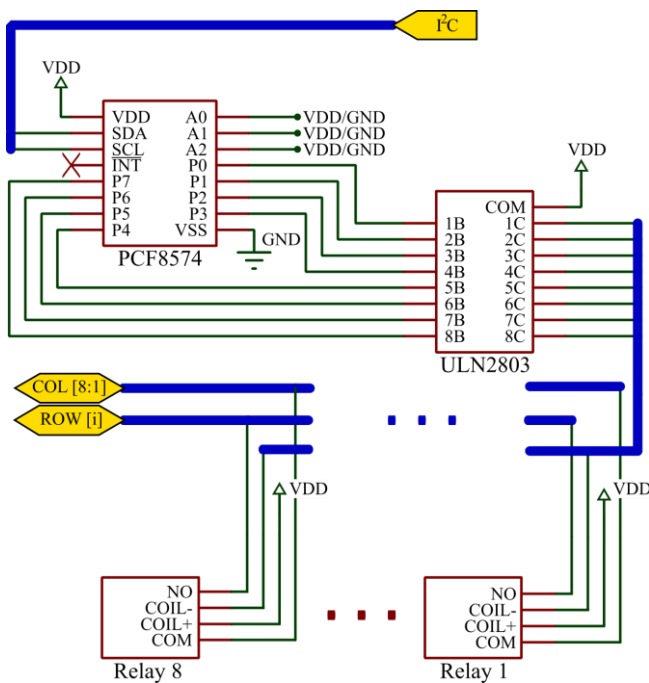 I²C
VDD
VDD A0 VDD/GND
SDA A1 VDD/GND
SCL A2 VDD/GND
INT P0
P7 P1
P6 P2
P5 P3
P4 VSS GND
PCF8574
VDD
COM
1B 1C
2B 2C
3B 3C
4B 4C
5B 5C
6B 6C
7B 7C
8B 8C
ULN2803
COL [8:1]
ROW [i]
VDD VDD
NO NO
COIL- COIL-
COIL+ COIL+
COM COM
Relay 8 Relay 1